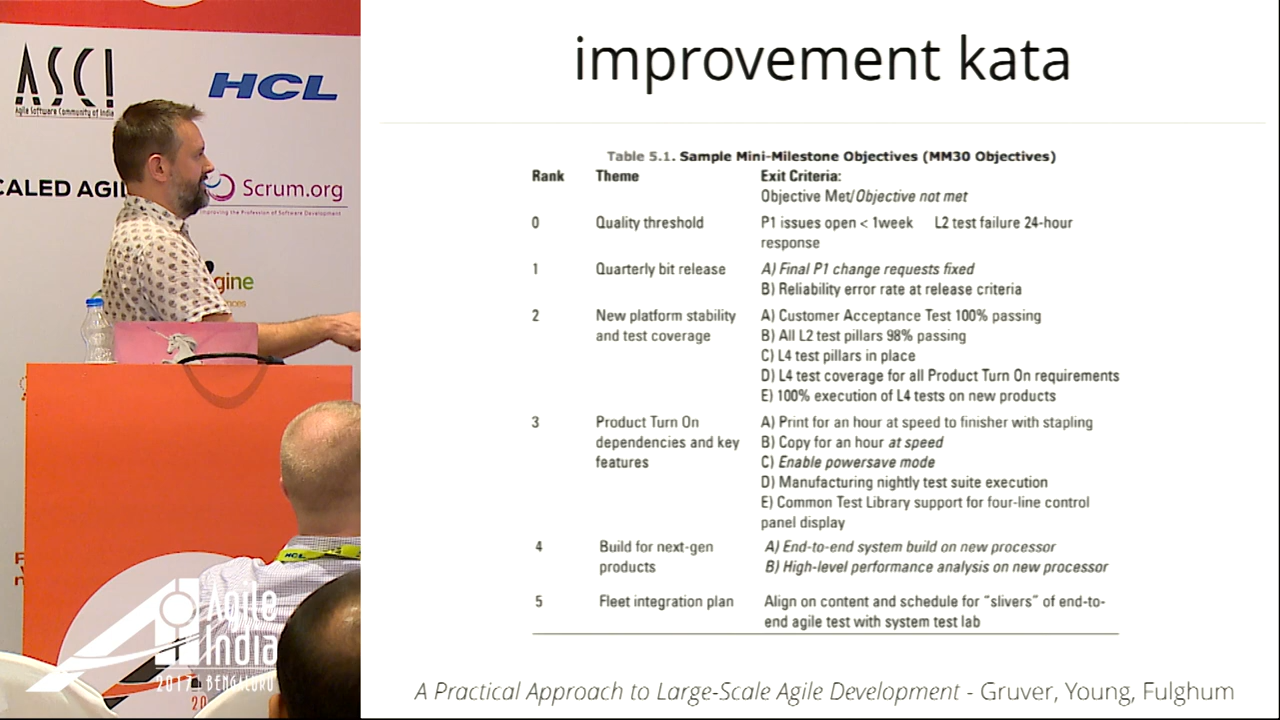 ASCI
Agile Software Community of India
HCL
CALED AGIL
Scrum.org
Improving the Profession of Software Development
gine
HCL
Agile
India
2017 BENGALURU
improvement kata
Table 5.1. Sample Mini-Milestone Objectives (MM30 Objectives)
Rank Theme Exit Criteria:
Objective Met/Objective not met
0 Quality threshold P1 issues open < 1week L2 test failure 24-hour
response
1 Quarterly bit release A) Final P1 change requests fixed
B) Reliability error rate at release criteria
2 New platform stability A) Customer Acceptance Test 100% passing
and test coverage B) All L2 test pillars 98% passing
C) L4 test pillars in place
D) L4 test coverage for all Product Turn On requirements
E) 100% execution of L4 tests on new products
3 Product Turn On A) Print for an hour at speed to finisher with stapling
dependencies and key B) Copy for an hour at speed
features C) Enable powersave mode
D) Manufacturing nightly test suite execution
E) Common Test Library support for four-line control
panel display
4 Build for next-gen A) End-to-end system build on new processor
products B) High-level performance analysis on new processor
5 Fleet integration plan Align on content and schedule for “slivers” of end-to-
end agile test with system test lab
A Practical Approach to Large-Scale Agile Development - Gruver, Young, Fulghum